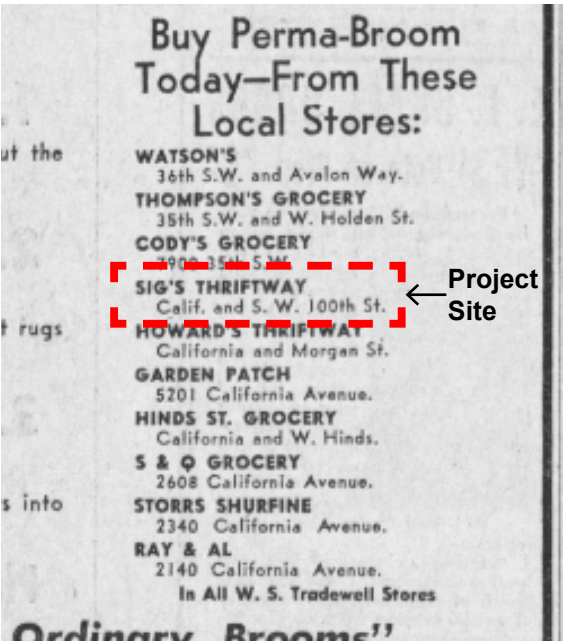 Buy Perma-Broom
Today—From These
Local Stores:
ut the
WATSON'S
36th S.W. and Avalon Way.
THOMPSON'S GROCERY
35th S.W. and W. Holden St.
CODY'S GROCERY
7900 35th S.W.
SIG'S THRIFTWAY
Calif. and S. W. 100th St.
←Project
Site
t rugs
HOWARD'S THRIFTWAY
California and Morgan St.
GARDEN PATCH
5201 California Avenue.
HINDS ST. GROCERY
California and W. Hinds.
S & Q GROCERY
2608 California Avenue.
s into
STORRS SHURFINE
2340 California Avenue.
RAY & AL
2140 California Avenue.
In All W. S. Tradewell Stores
Ordinary Brooms"